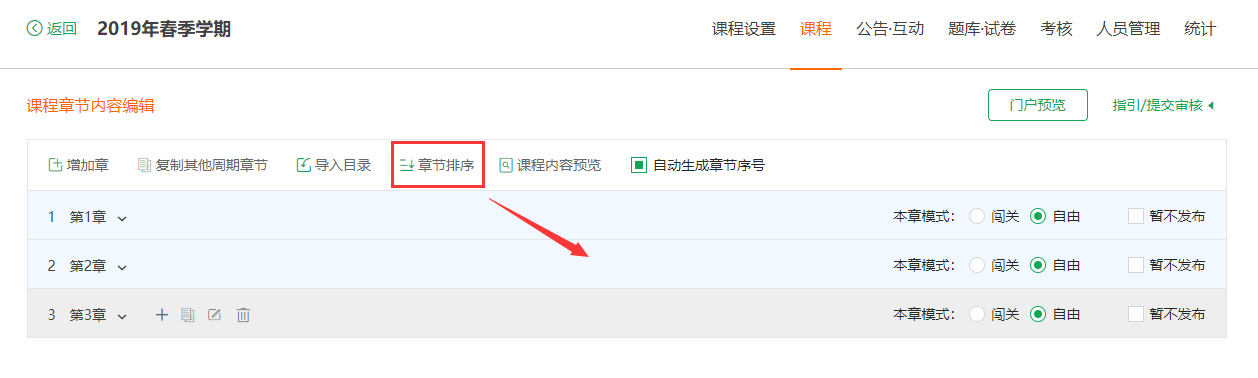 返回 2019年春季学期 课程设置 课程 公告·互动 题库·试卷 考核 人员管理 统计
课程章节内容编辑 门户预览 指引/提交审核
增加章 复制其他周期章节 导入目录 章节排序 课程内容预览 自动生成章节序号
1 第1章 本章模式： 闯关 自由 暂不发布
2 第2章 本章模式： 闯关 自由 暂不发布
3 第3章 本章模式： 闯关 自由 暂不发布